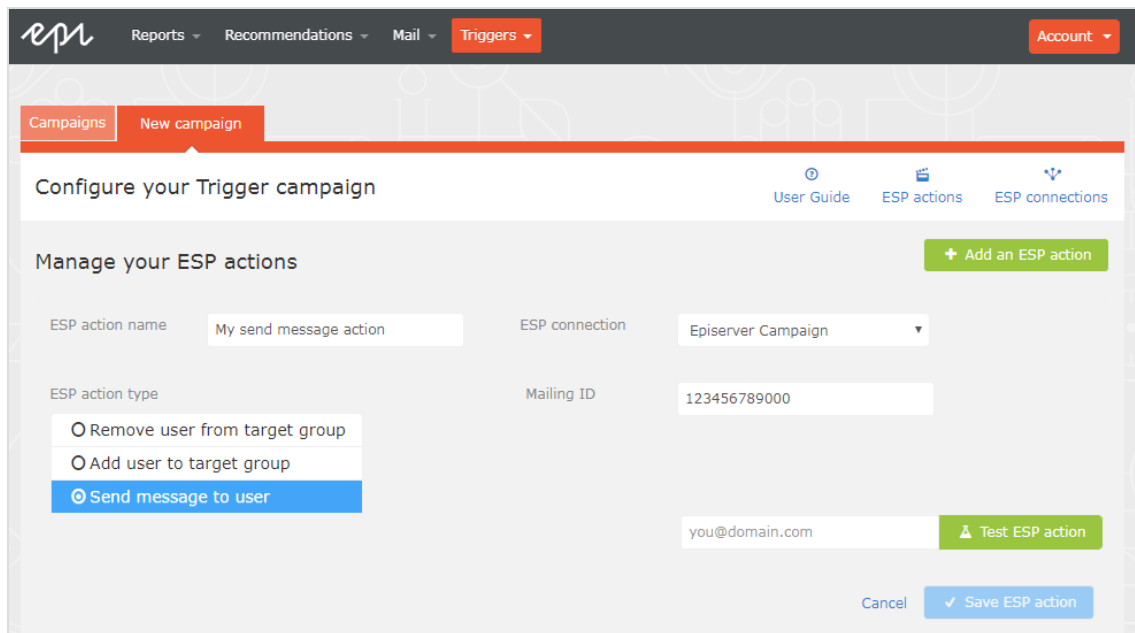 epi Reports Recommendations Mail Triggers Account
Campaigns New campaign
Configure your Trigger campaign
User Guide ESP actions ESP connections
Manage your ESP actions
+ Add an ESP action
ESP action name My send message action ESP connection Episerver Campaign
ESP action type Mailing ID 123456789000
Remove user from target group
Add user to target group
Send message to user
you@domain.com Test ESP action
Cancel Save ESP action